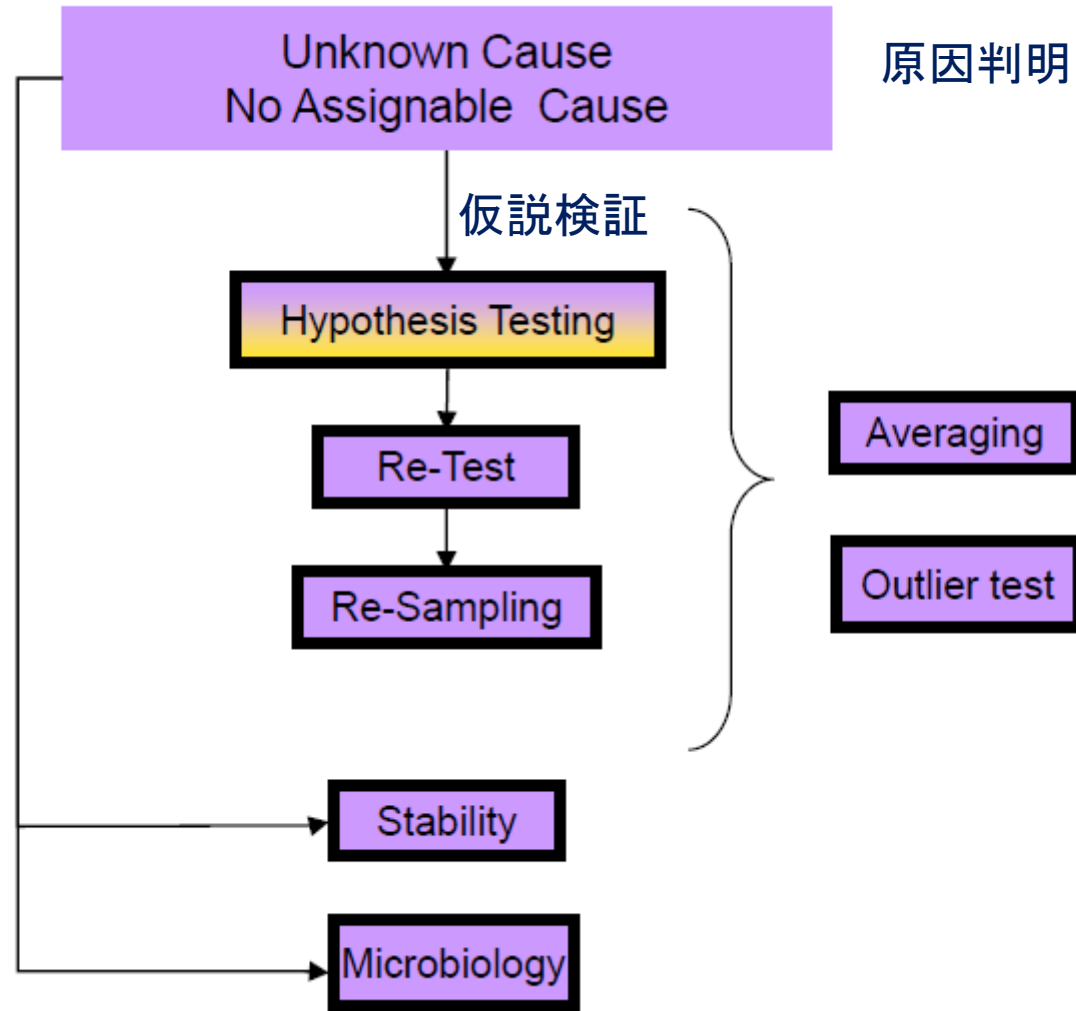 Unknown Cause
No Assignable Cause
原因判明
仮説検証
Hypothesis Testing
Re-Test
Re-Sampling
Averaging
Outlier test
Stability
Microbiology